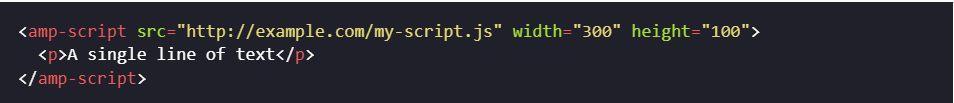 <amp-script src="http://example.com/my-script.js" width="300" height="100">
  <p>A single line of text</p>
</amp-script>